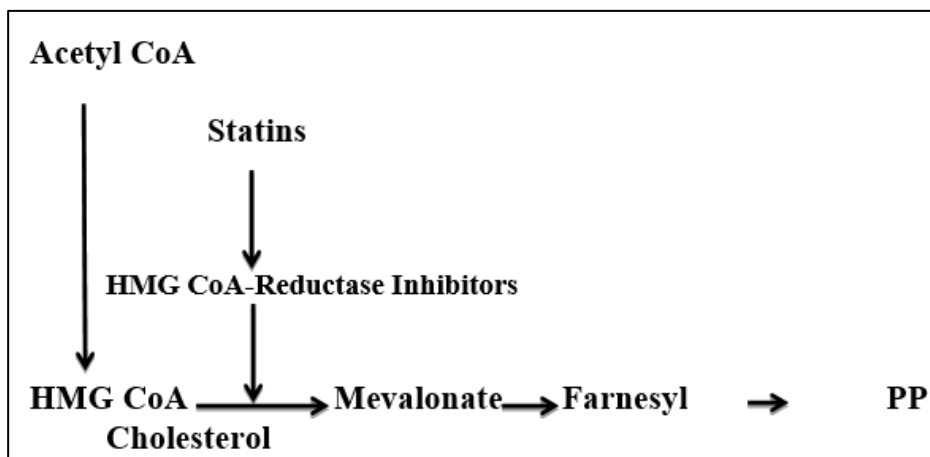 Acetyl CoA
Statins
HMG CoA-Reductase Inhibitors
HMG CoA Mevalonate Farnesyl PP
Cholesterol